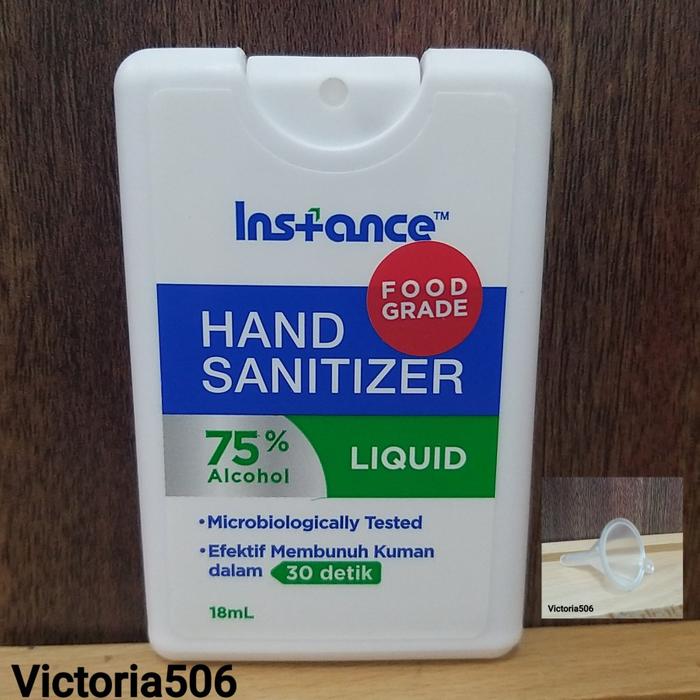 Instance™
FOOD
GRADE
HAND
SANITIZER
75%
Alcohol
LIQUID
•Microbiologically Tested
•Efektif Membunuh Kuman
dalam 30 detik
18mL
Victoria506
Victoria506